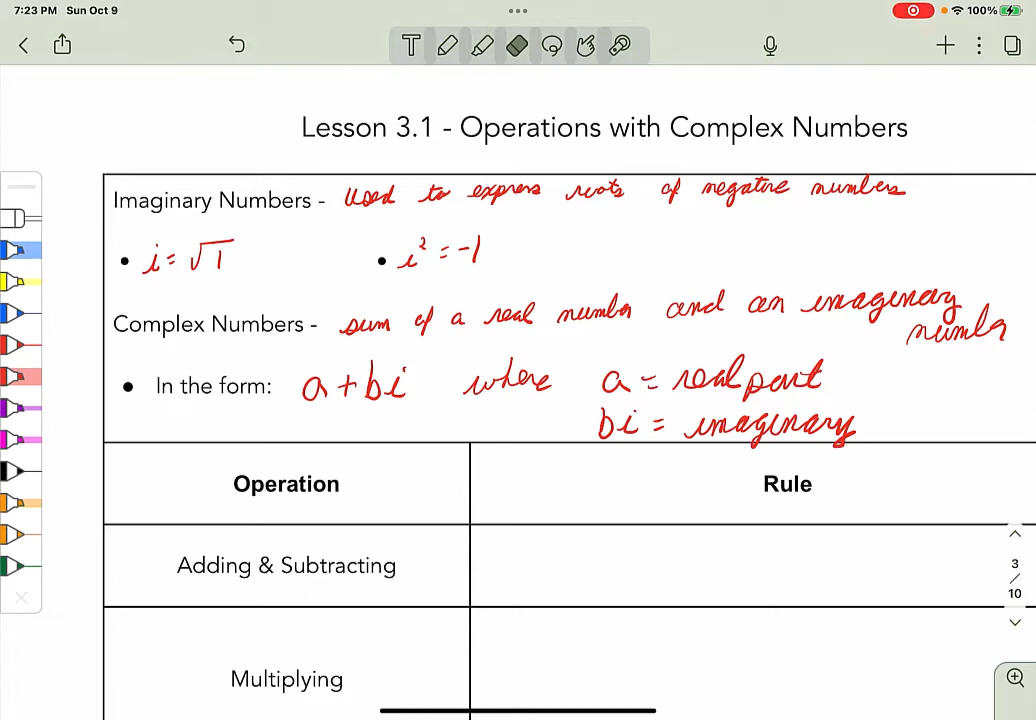 7:23 PM Sun Oct 9
100%
T
Lesson 3.1 - Operations with Complex Numbers
Imaginary Numbers - Used to express roots of negative numbers
• i = √1 • i² = -1
Complex Numbers - sum of a real number and an imaginary
number
• In the form: a + bi where a = real part
bi = imaginary
Operation Rule
Adding & Subtracting
3
/
10
Multiplying